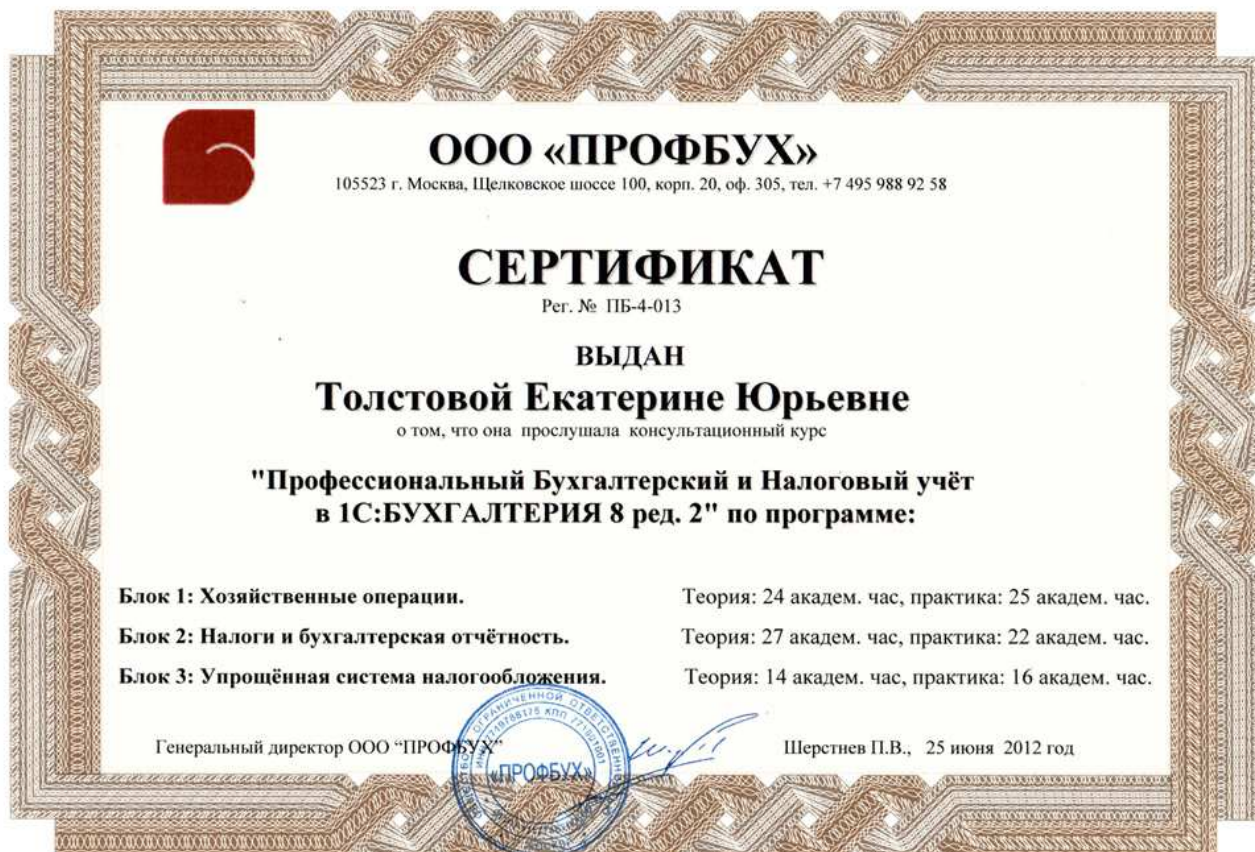 ООО «ПРОФБУХ»
105523 г. Москва, Щелковское шоссе 100, корп. 20, оф. 305, тел. +7 495 988 92 58
СЕРТИФИКАТ
Рег. № ПБ-4-013
ВЫДАН
Толстовой Екатерине Юрьевне
о том, что она прослушала консультационный курс
"Профессиональный Бухгалтерский и Налоговый учёт
в 1С:БУХГАЛТЕРИЯ 8 ред. 2" по программе:
Блок 1: Хозяйственные операции. Теория: 24 академ. час, практика: 25 академ. час.
Блок 2: Налоги и бухгалтерская отчётность. Теория: 27 академ. час, практика: 22 академ. час.
Блок 3: Упрощённая система налогообложения. Теория: 14 академ. час, практика: 16 академ. час.
Генеральный директор ООО “ПРОФБУХ” Шерстнев П.В., 25 июня 2012 год
ОГРАНИЧЕННОЙ ОТВЕТСТВЕНН
«ПРОФБУХ»